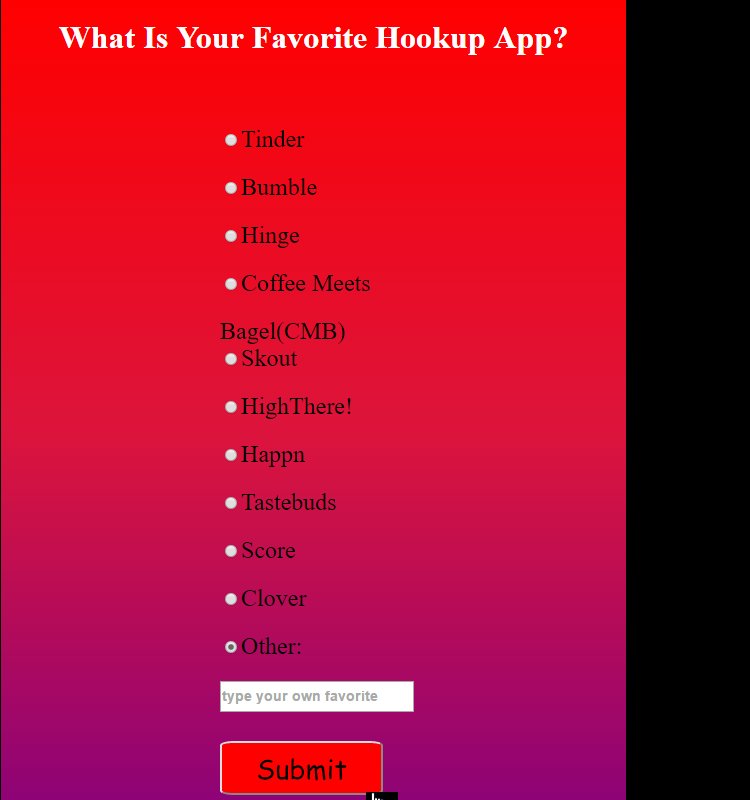 What Is Your Favorite Hookup App?
Tinder
Bumble
Hinge
Coffee Meets
Bagel(CMB)
Skout
HighThere!
Happn
Tastebuds
Score
Clover
Other:
type your own favorite
Submit